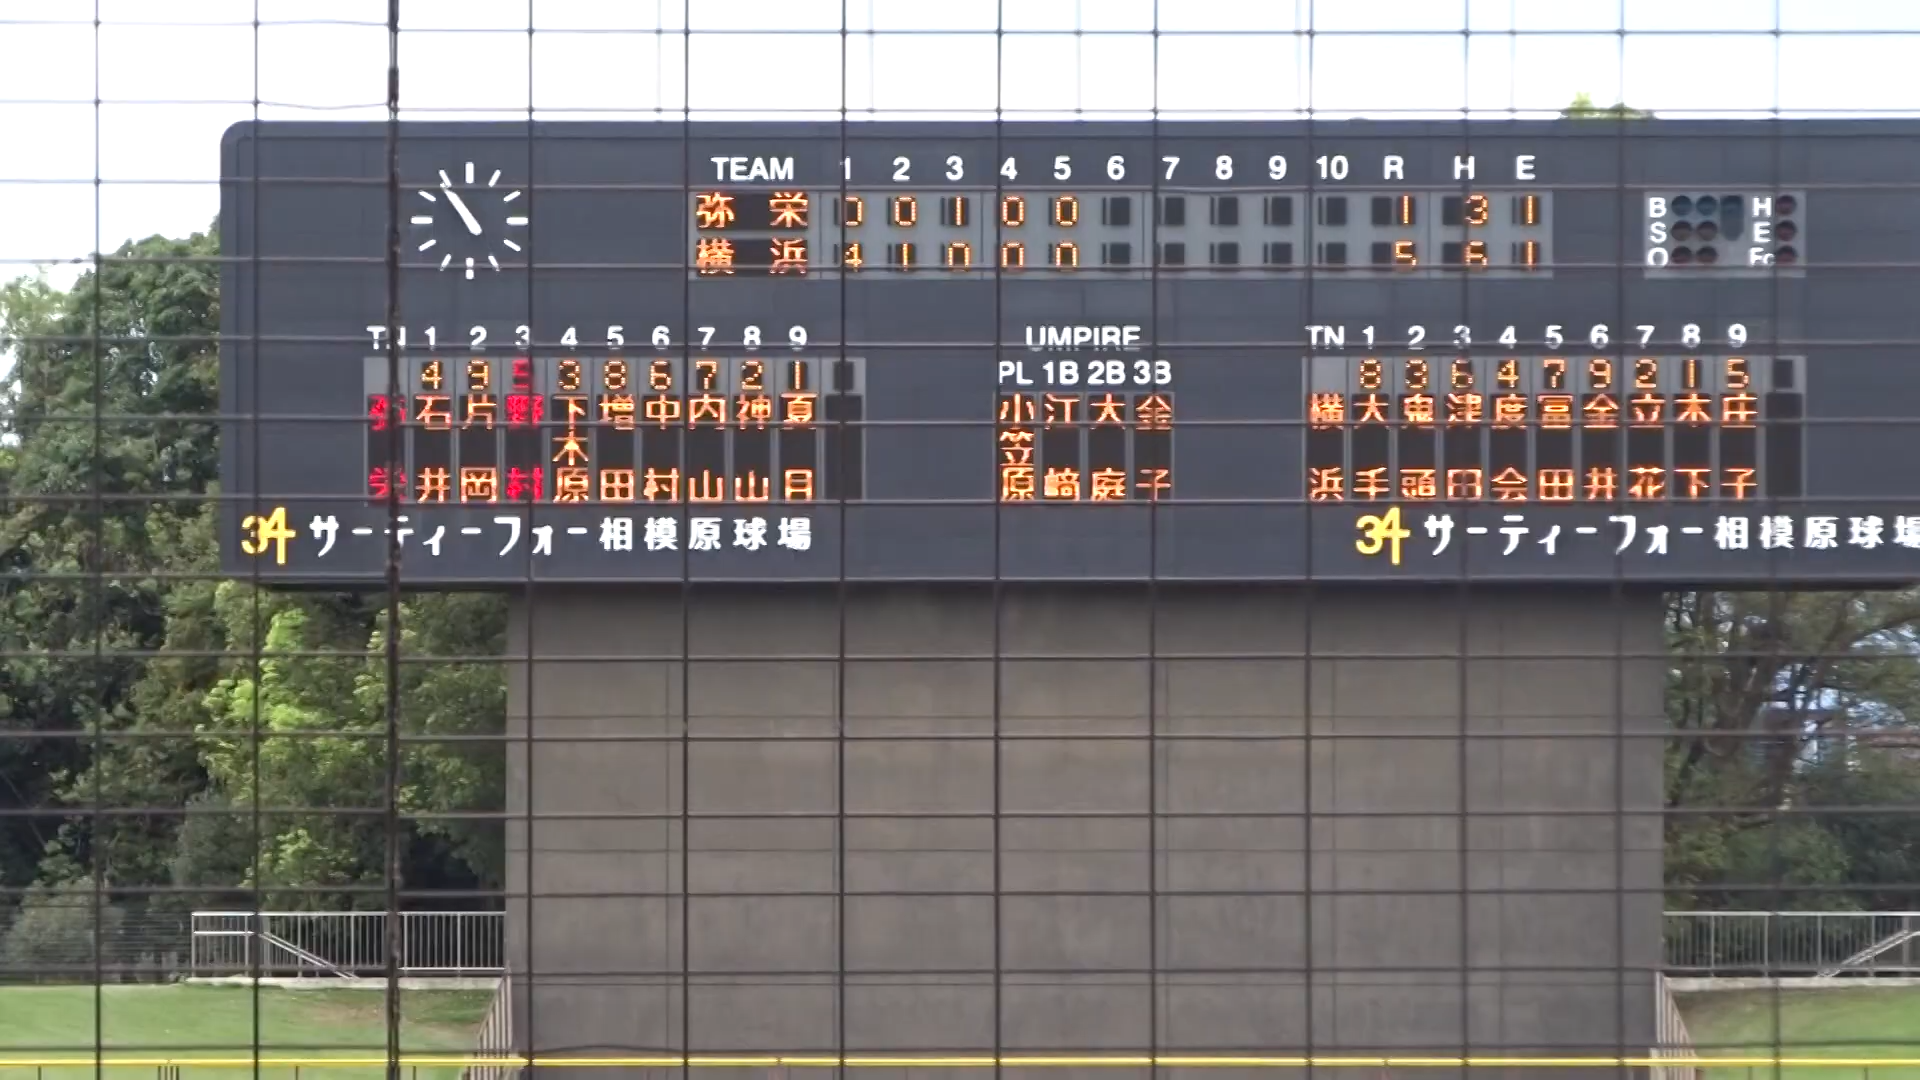 TEAM 1 2 3 4 5 6 7 8 9 10 R H E
弥栄 0 0 1 0 0 1 3 1
横浜 4 1 0 0 0 5 6 1
B H
S E
O Fc
TN 1 2 3 4 5 6 7 8 9
4 9 3 8 6 7 2 1
弥栄 石井 片岡 野村 下木原 増田 中村 内山 神山 夏目
UMPIRE
PL 1B 2B 3B
小笠原 江﨑 大庭 金子
TN 1 2 3 4 5 6 7 8 9
8 3 6 4 7 9 2 1 5
横浜 大手 鬼頭 津田 度会 冨田 金井 立花 木下 庄子
34 サーティーフォー相模原球場
34 サーティーフォー相模原球場